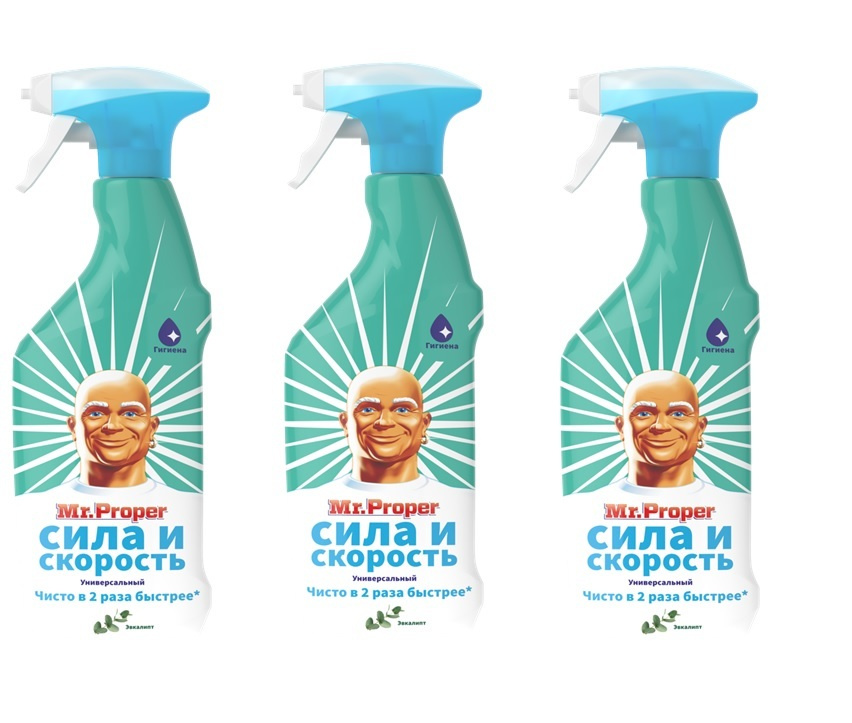 Гигиена
Mr.Proper
сила и
скорость
Универсальный
Чисто в 2 раза быстрее*
Эвкалипт
Гигиена
Mr.Proper
сила и
скорость
Универсальный
Чисто в 2 раза быстрее*
Эвкалипт
Гигиена
Mr.Proper
сила и
скорость
Универсальный
Чисто в 2 раза быстрее*
Эвкалипт